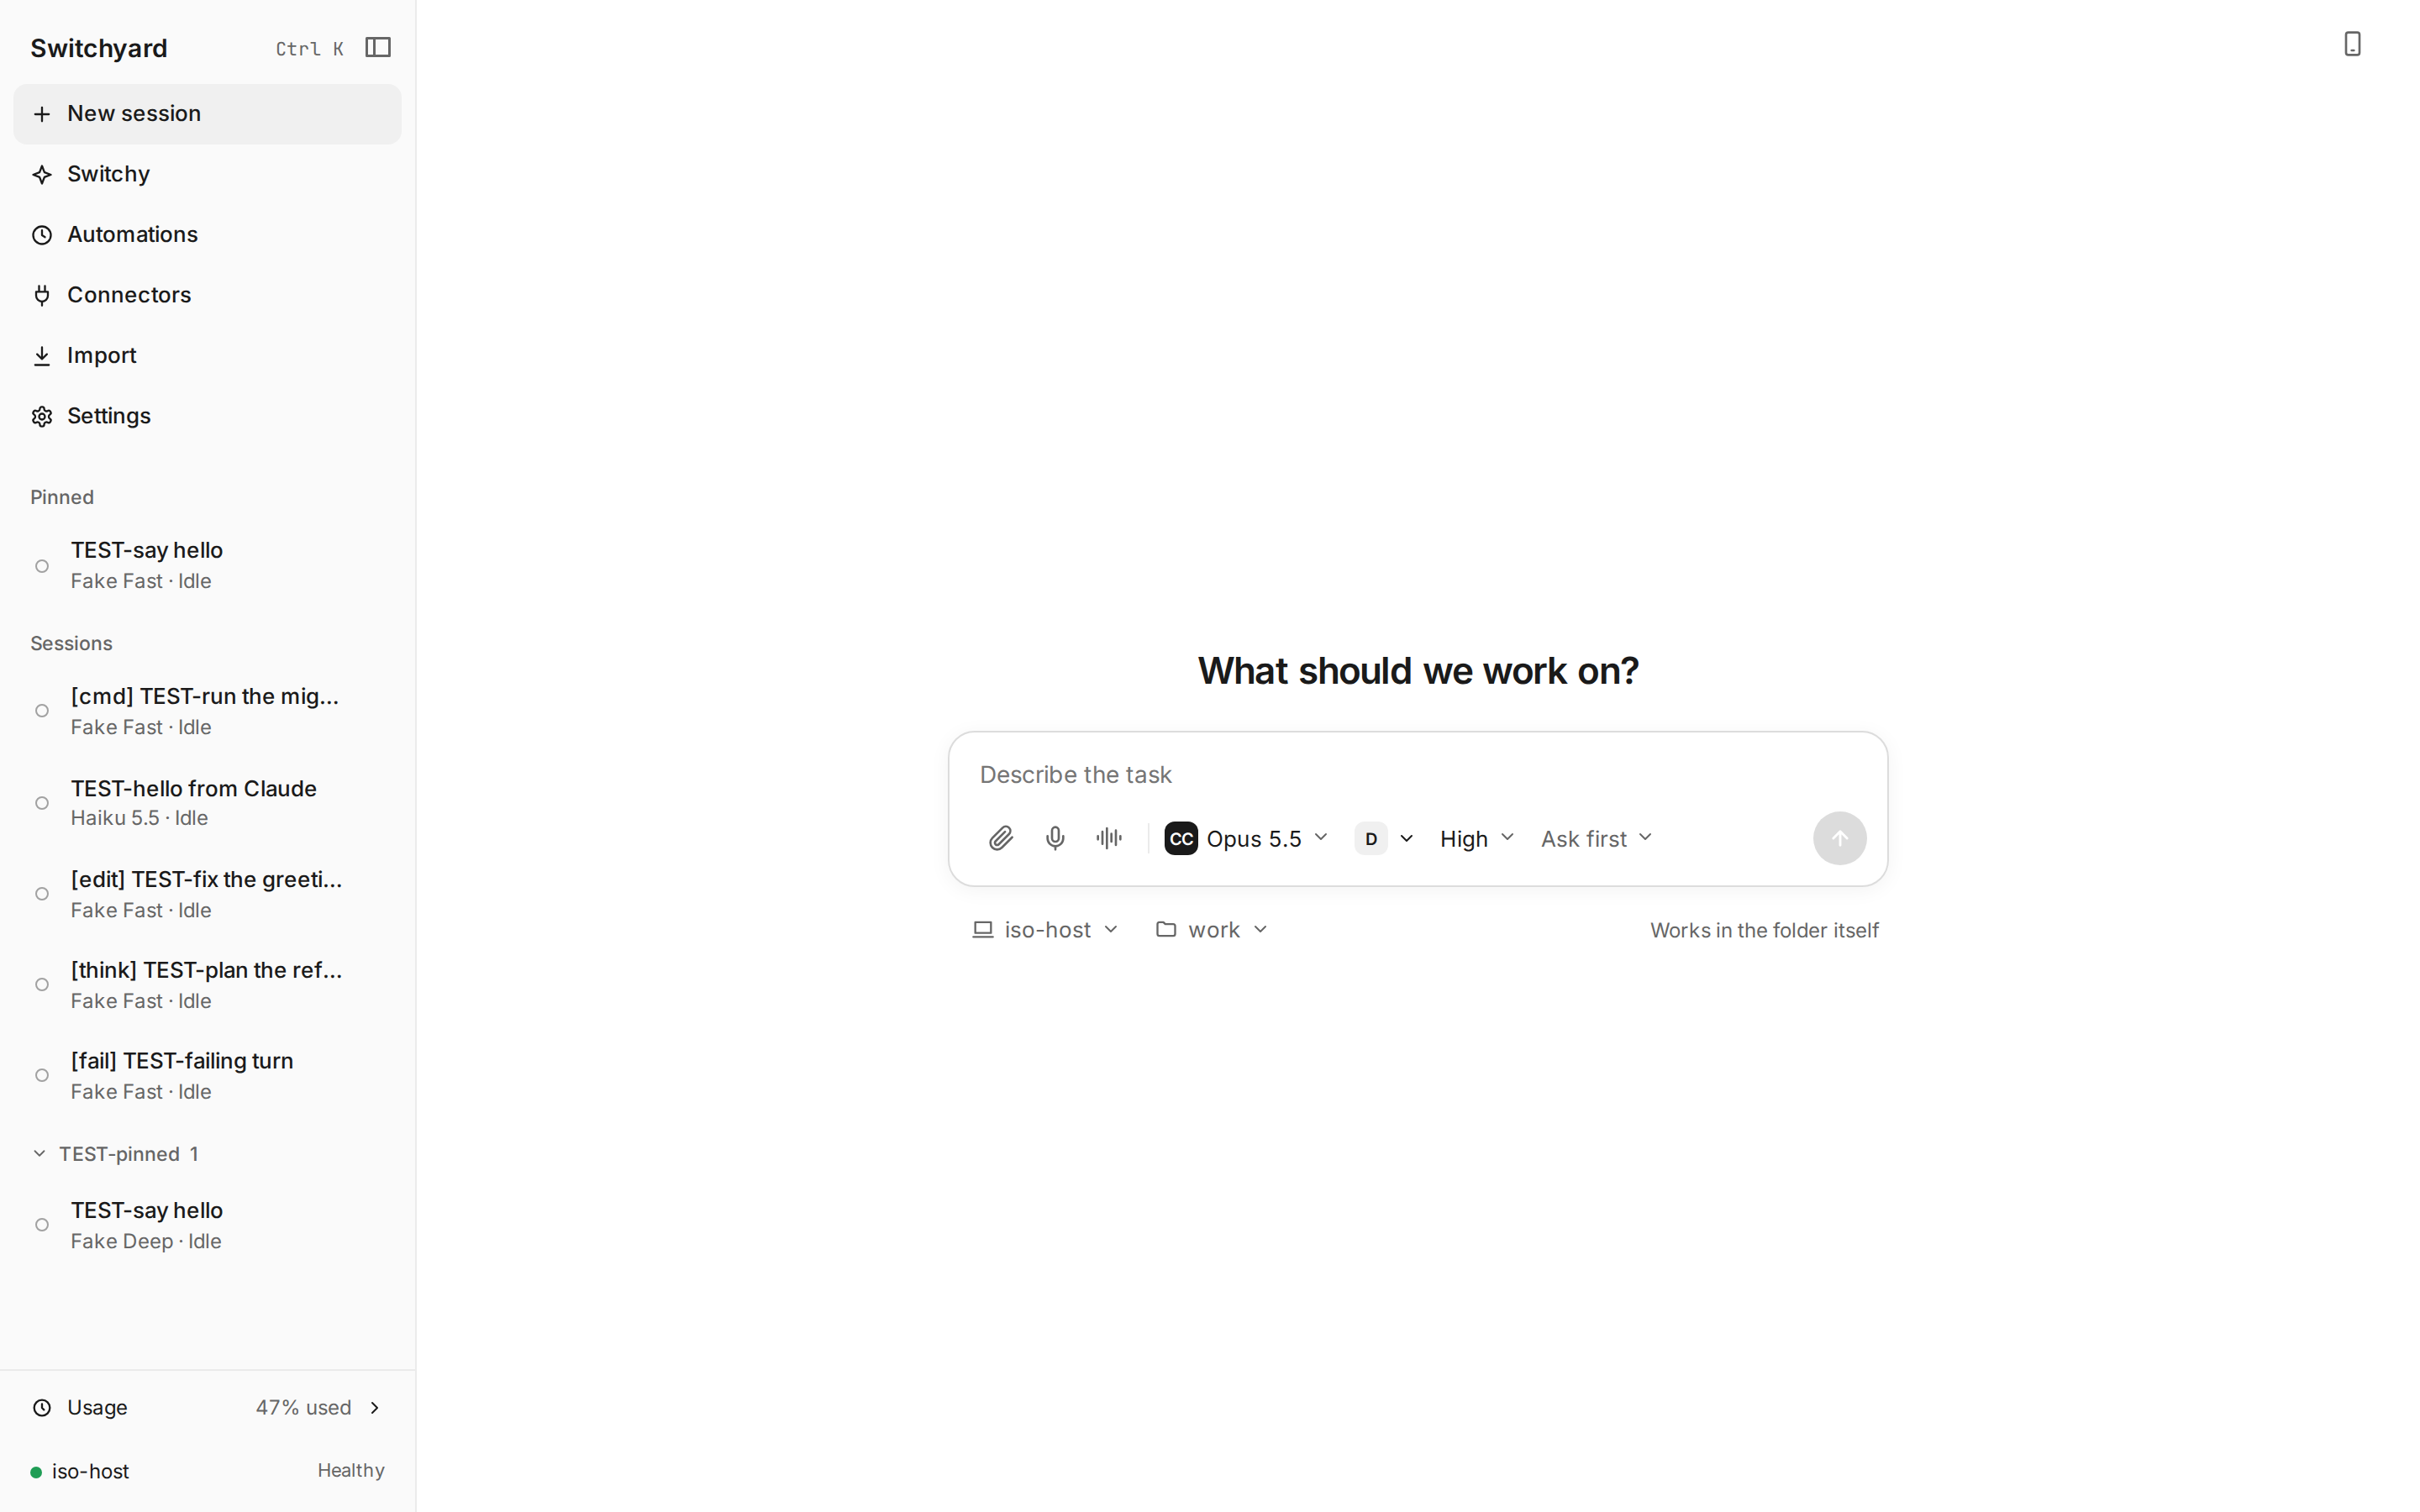 Switchyard
Ctrl K
New session
Switchy
Automations
Connectors
Import
Settings
Pinned
TEST-say hello
Fake Fast · Idle
Sessions
[cmd] TEST-run the mig...
Fake Fast · Idle
TEST-hello from Claude
Haiku 5.5 · Idle
[edit] TEST-fix the greeti...
Fake Fast · Idle
[think] TEST-plan the ref...
Fake Fast · Idle
[fail] TEST-failing turn
Fake Fast · Idle
TEST-pinned 1
TEST-say hello
Fake Deep · Idle
Usage 47% used
iso-host Healthy
What should we work on?
Describe the task
CC Opus 5.5 D High Ask first
iso-host work Works in the folder itself